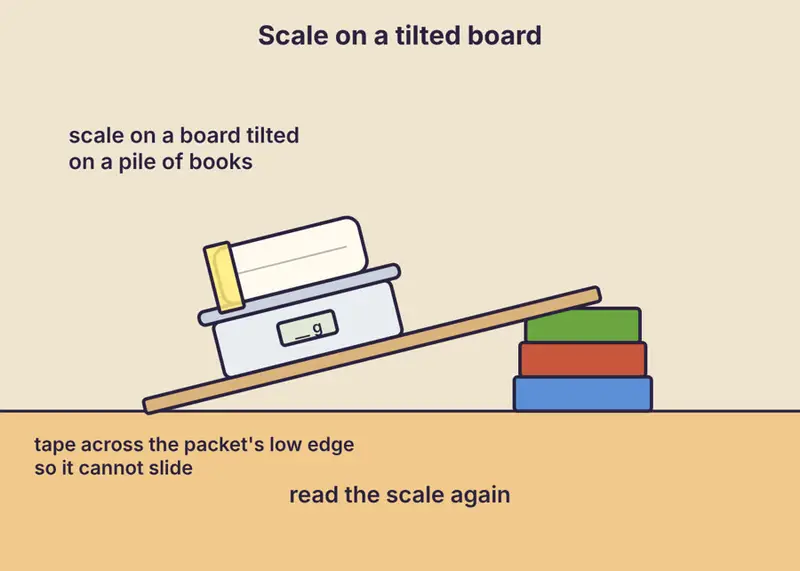 Scale on a tilted board
scale on a board tilted
on a pile of books
__ g
tape across the packet's low edge
so it cannot slide
read the scale again